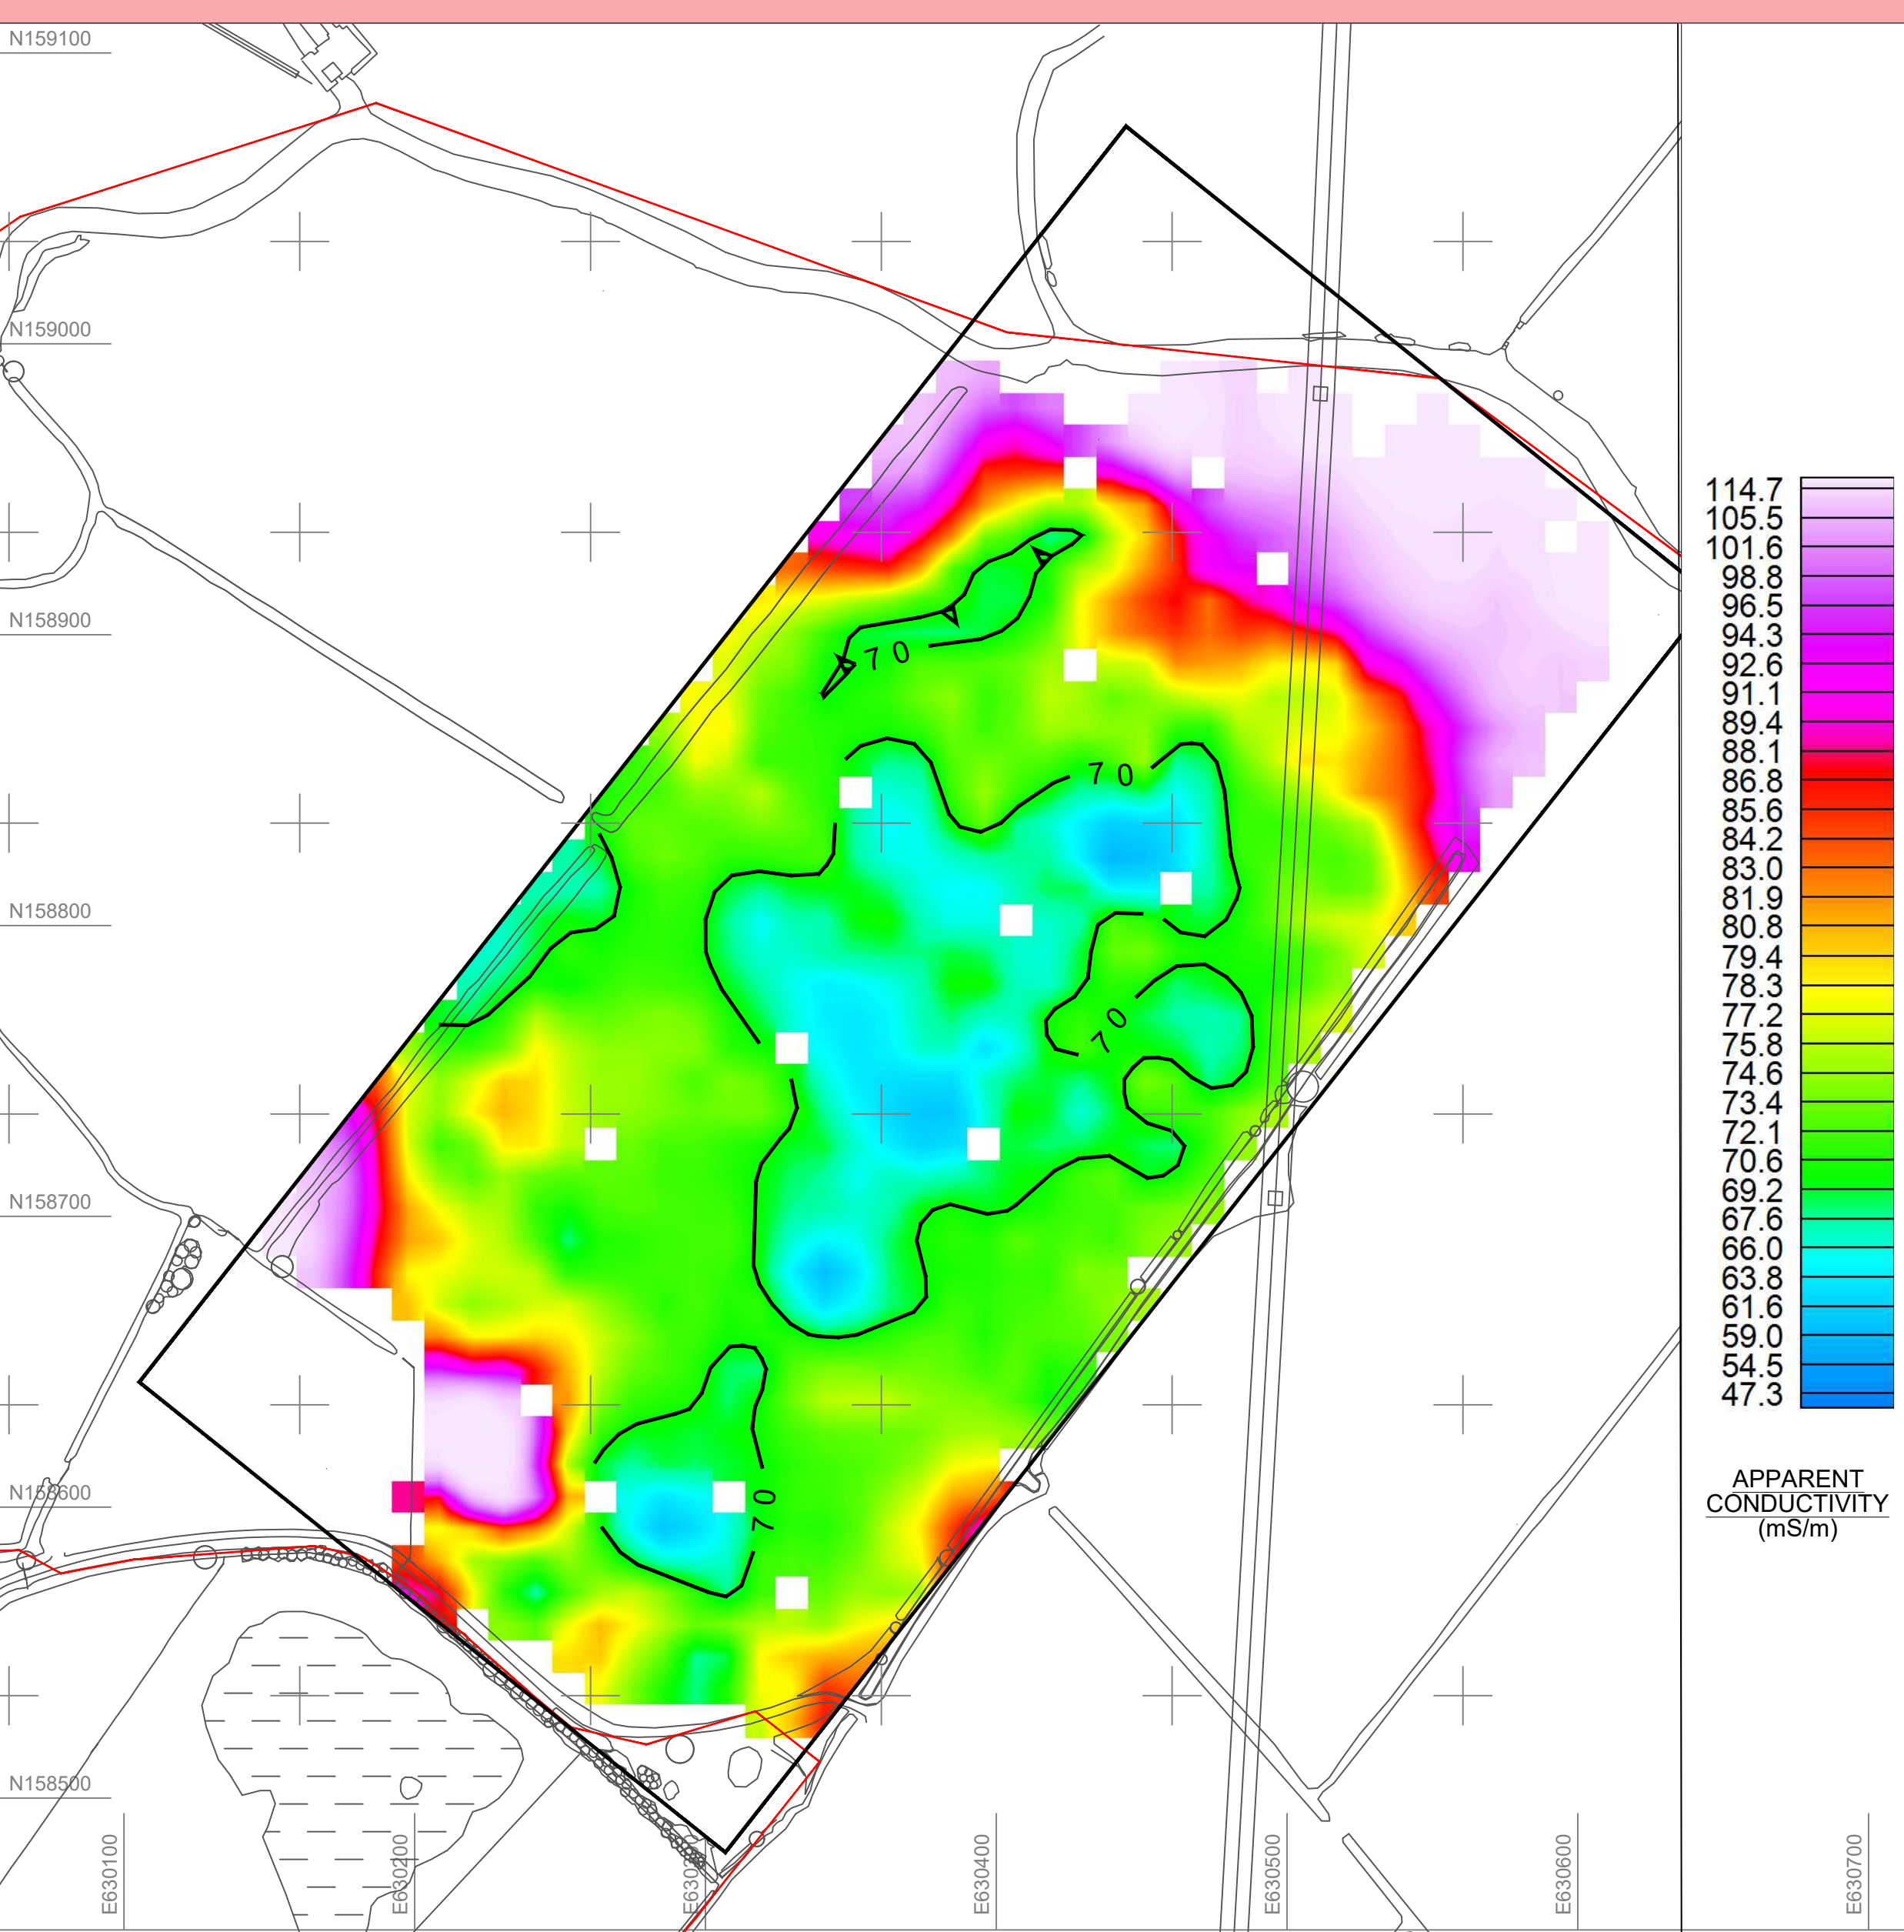 N159100
N159000
N158900
N158800
N158700
N158600
N158500
70
70
70
70
E630100
E630200
E630300
E630400
E630500
E630600
E630700
114.7
105.5
101.6
98.8
96.5
94.3
92.6
91.1
89.4
88.1
86.8
85.6
84.2
83.0
81.9
80.8
79.4
78.3
77.2
75.8
74.6
73.4
72.1
70.6
69.2
67.6
66.0
63.8
61.6
59.0
54.5
47.3
APPARENT
CONDUCTIVITY
(mS/m)